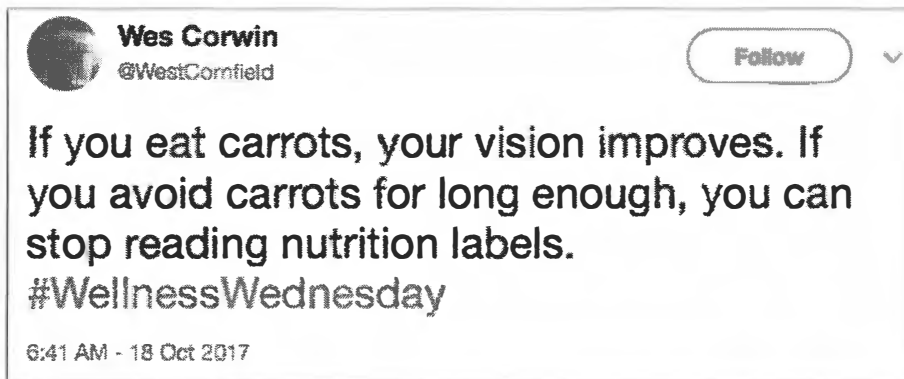 Wes Corwin
@WestCornfield
Follow
If you eat carrots, your vision improves. If
you avoid carrots for long enough, you can
stop reading nutrition labels.
#WellnessWednesday
6:41 AM - 18 Oct 2017